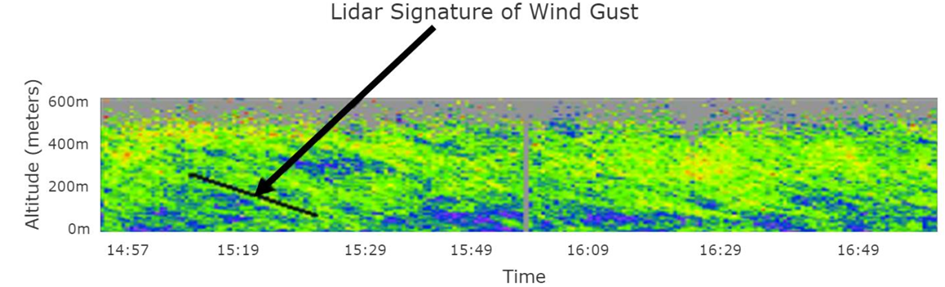 Lidar Signature of Wind Gust
Altitude (meters)
600m
400m
200m
0m
14:57 15:19 15:29 15:49 16:09 16:29 16:49
Time